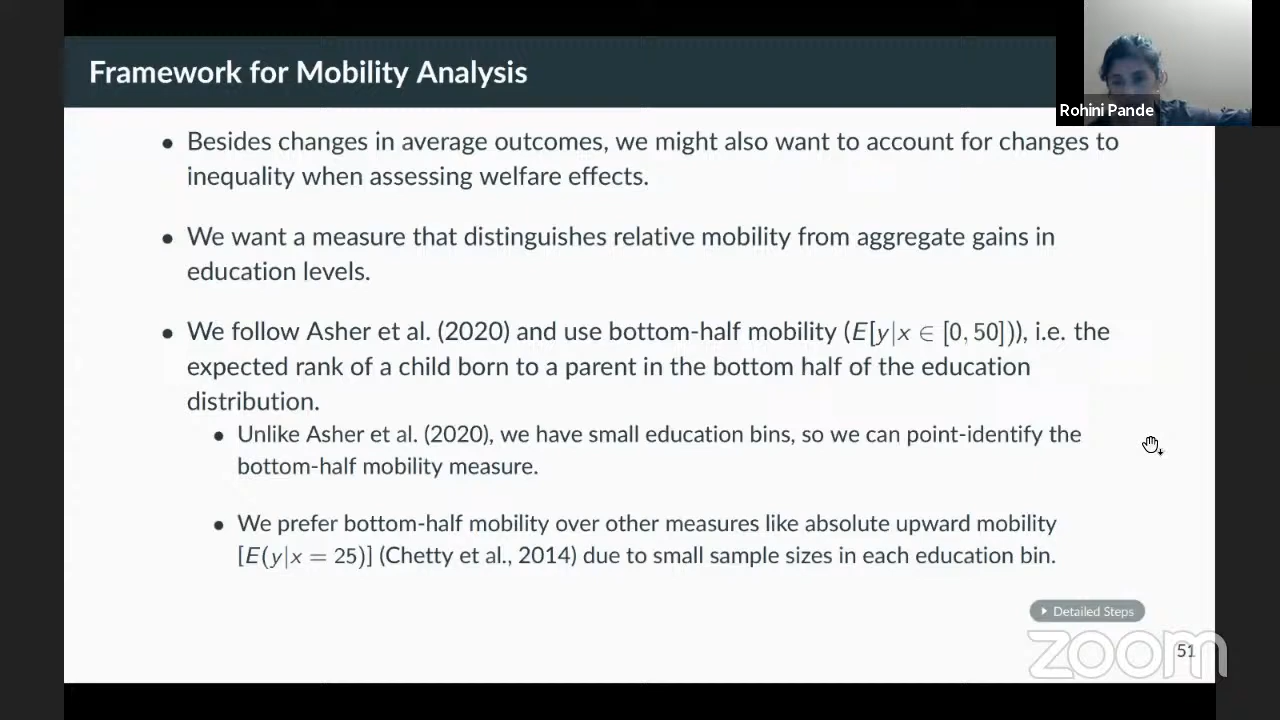 Framework for Mobility Analysis
Rohini Pande
• Besides changes in average outcomes, we might also want to account for changes to
inequality when assessing welfare effects.
• We want a measure that distinguishes relative mobility from aggregate gains in
education levels.
• We follow Asher et al. (2020) and use bottom-half mobility (E[y|x ∈ [0, 50])), i.e. the
expected rank of a child born to a parent in the bottom half of the education
distribution.
• Unlike Asher et al. (2020), we have small education bins, so we can point-identify the
bottom-half mobility measure.
• We prefer bottom-half mobility over other measures like absolute upward mobility
[E(y|x = 25)] (Chetty et al., 2014) due to small sample sizes in each education bin.
Detailed Steps
zoom
51